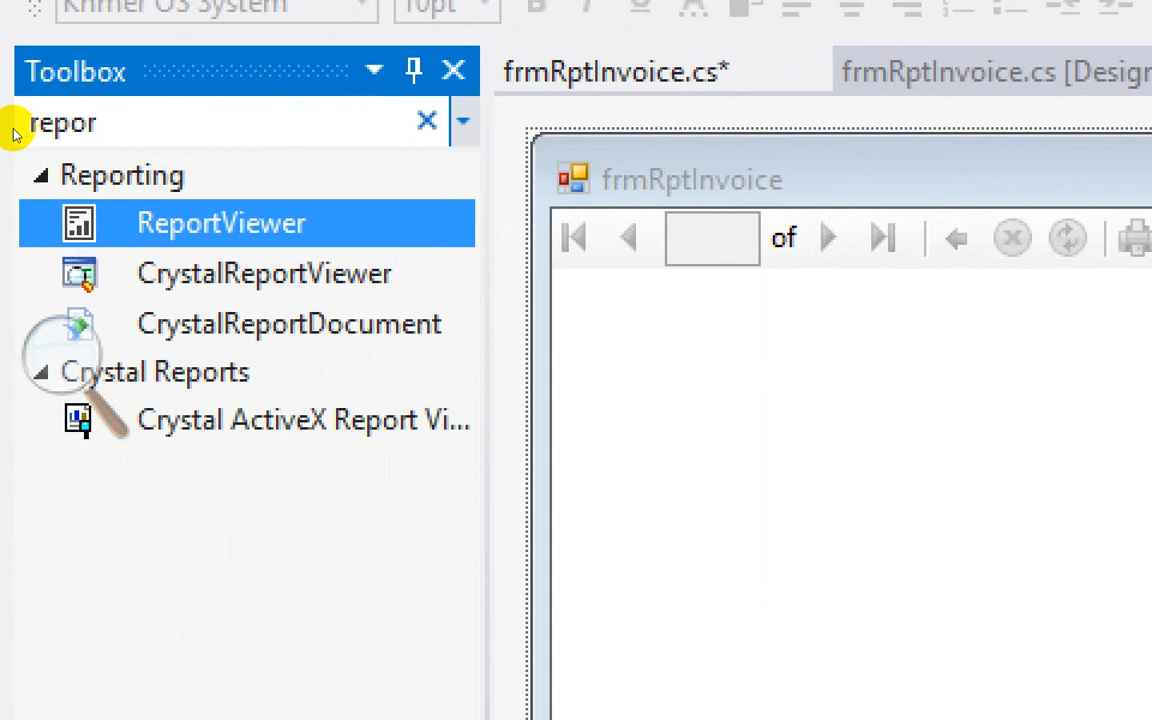 Khmer OS System 10pt B I U A
Toolbox
repor
Reporting
ReportViewer
CrystalReportViewer
CrystalReportDocument
Crystal Reports
Crystal ActiveX Report Vi...
frmRptInvoice.cs* frmRptInvoice.cs [Design
frmRptInvoice
of